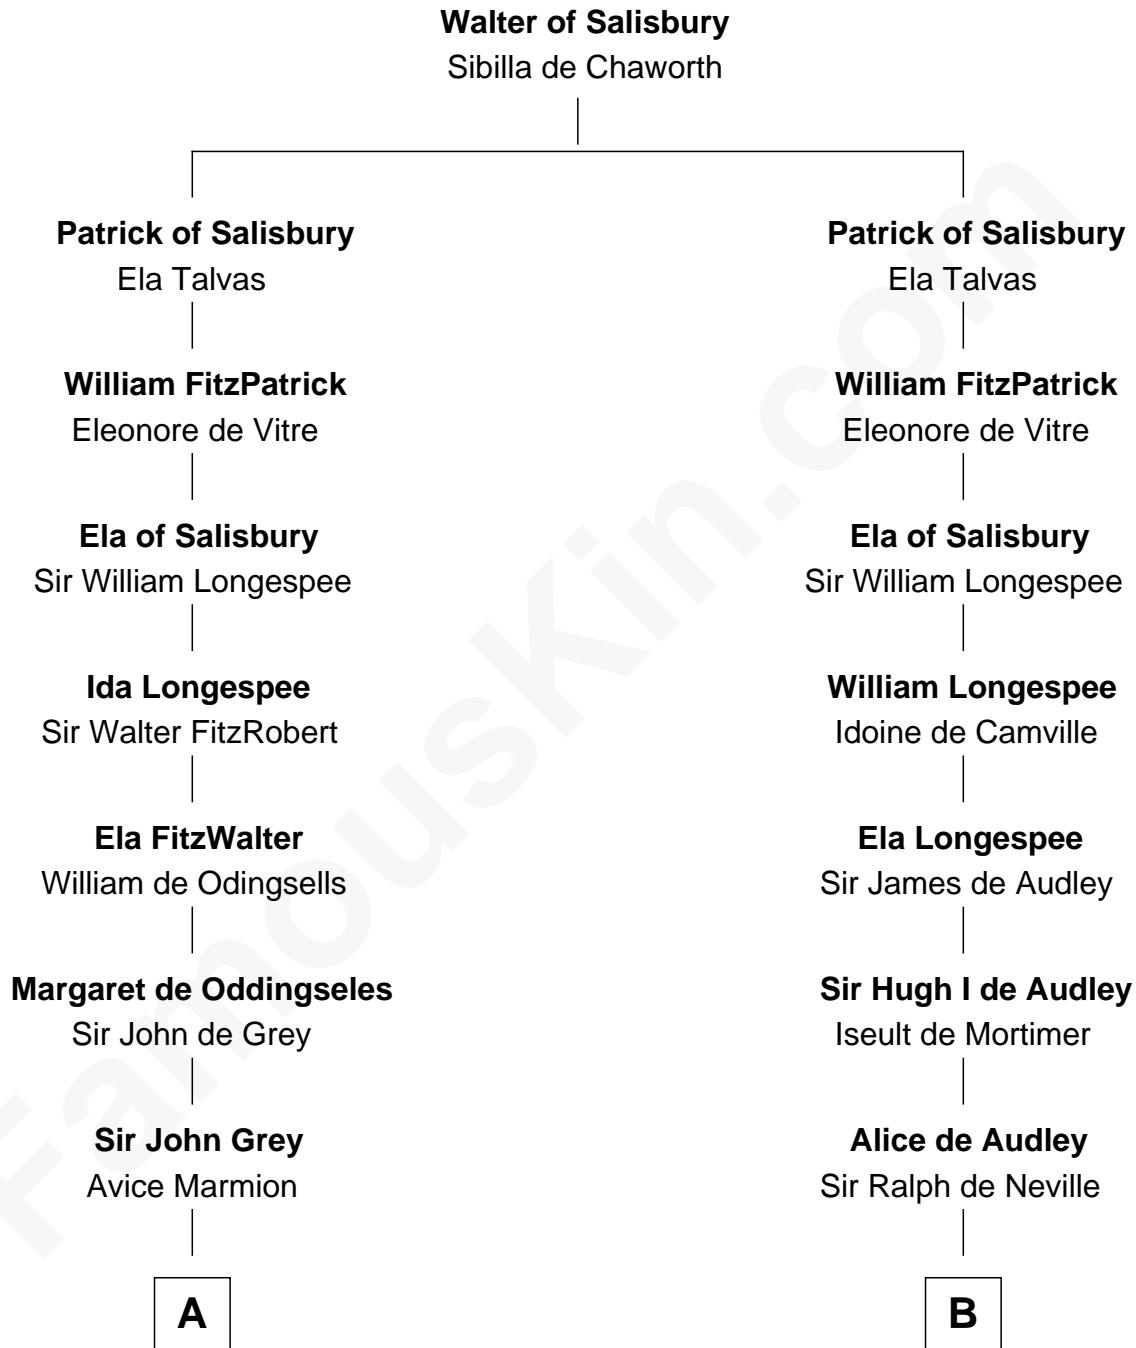 Walter of Salisbury
Sibilla de Chaworth
Patrick of Salisbury
Ela Talvas
William FitzPatrick
Eleonore de Vitre
Ela of Salisbury
Sir William Longespee
Ida Longespee
Sir Walter FitzRobert
Ela FitzWalter
William de Odingsells
Margaret de Oddingseles
Sir John de Grey
Sir John Grey
Avice Marmion
A
Patrick of Salisbury
Ela Talvas
William FitzPatrick
Eleonore de Vitre
Ela of Salisbury
Sir William Longespee
William Longespee
Idoine de Camville
Ela Longespee
Sir James de Audley
Sir Hugh I de Audley
Iseult de Mortimer
Alice de Audley
Sir Ralph de Neville
B
FamousKin.com